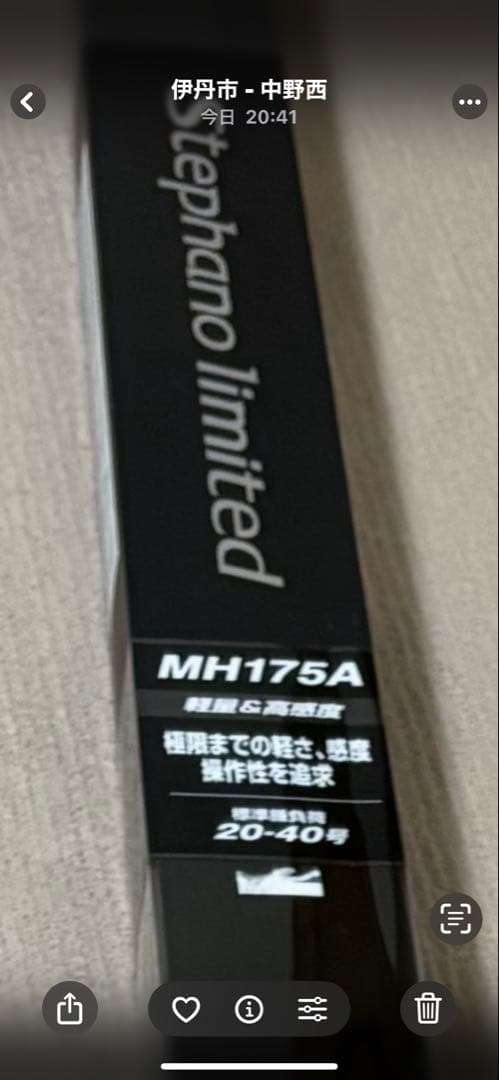 伊丹市 - 中野西
今日 20:41
Stephano limited
MH175A
軽量&高感度
極限までの軽さ、感度
操作性を追求
標準錘負荷
20-40号